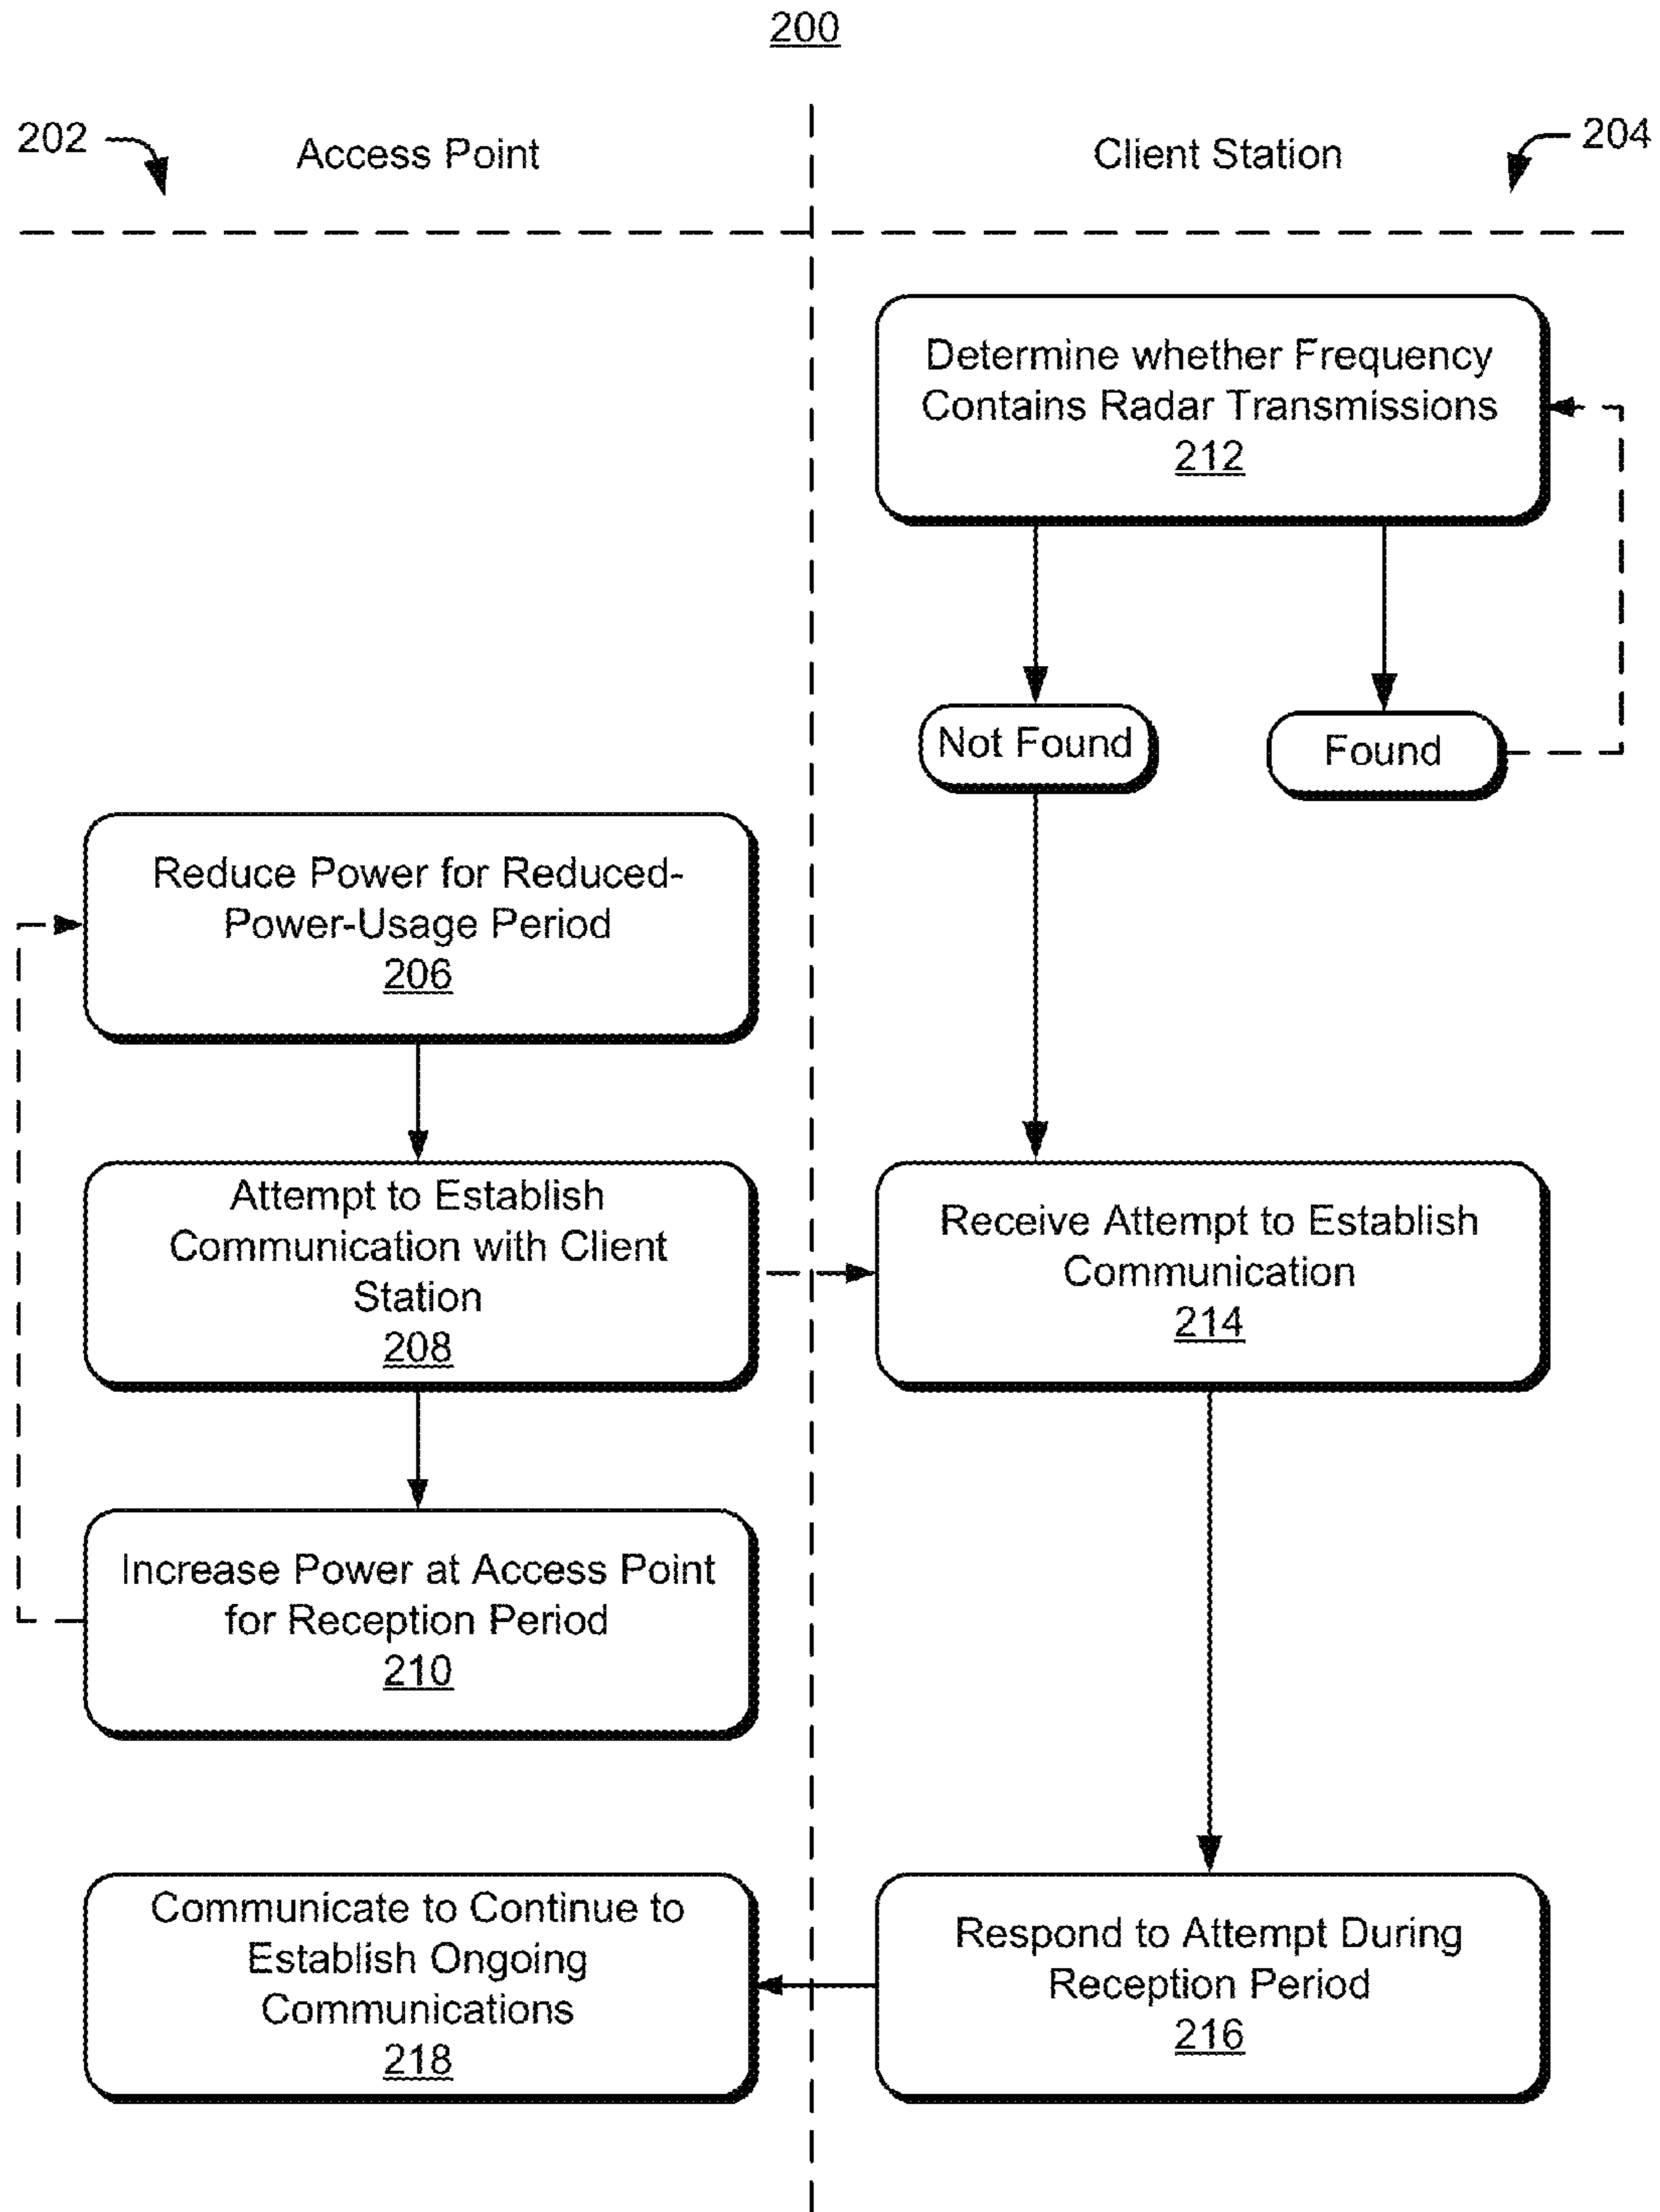 200
202
Access Point
Client Station
204
Determine whether Frequency
Contains Radar Transmissions
212
Not Found
Found
Reduce Power for Reduced-
Power-Usage Period
206
Attempt to Establish
Communication with Client
Station
208
Receive Attempt to Establish
Communication
214
Increase Power at Access Point
for Reception Period
210
Communicate to Continue to
Establish Ongoing
Communications
218
Respond to Attempt During
Reception Period
216